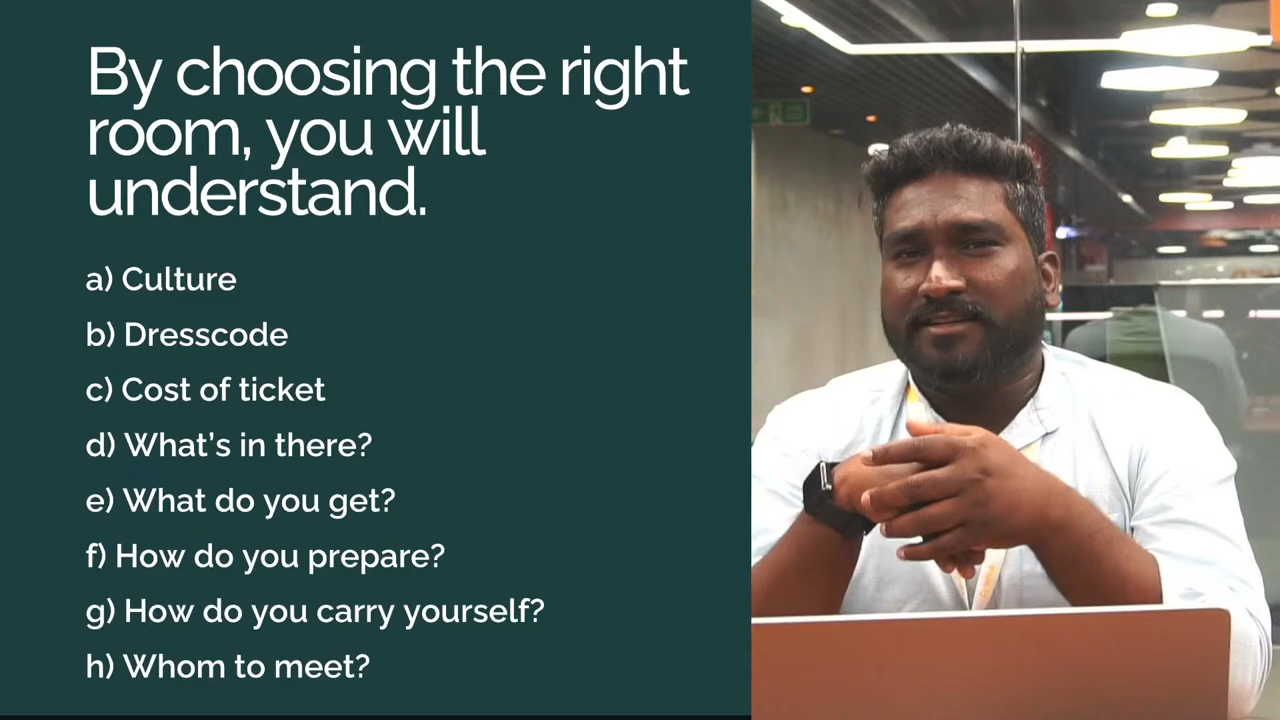 By choosing the right
room, you will
understand.
a) Culture
b) Dresscode
c) Cost of ticket
d) What's in there?
e) What do you get?
f) How do you prepare?
g) How do you carry yourself?
h) Whom to meet?